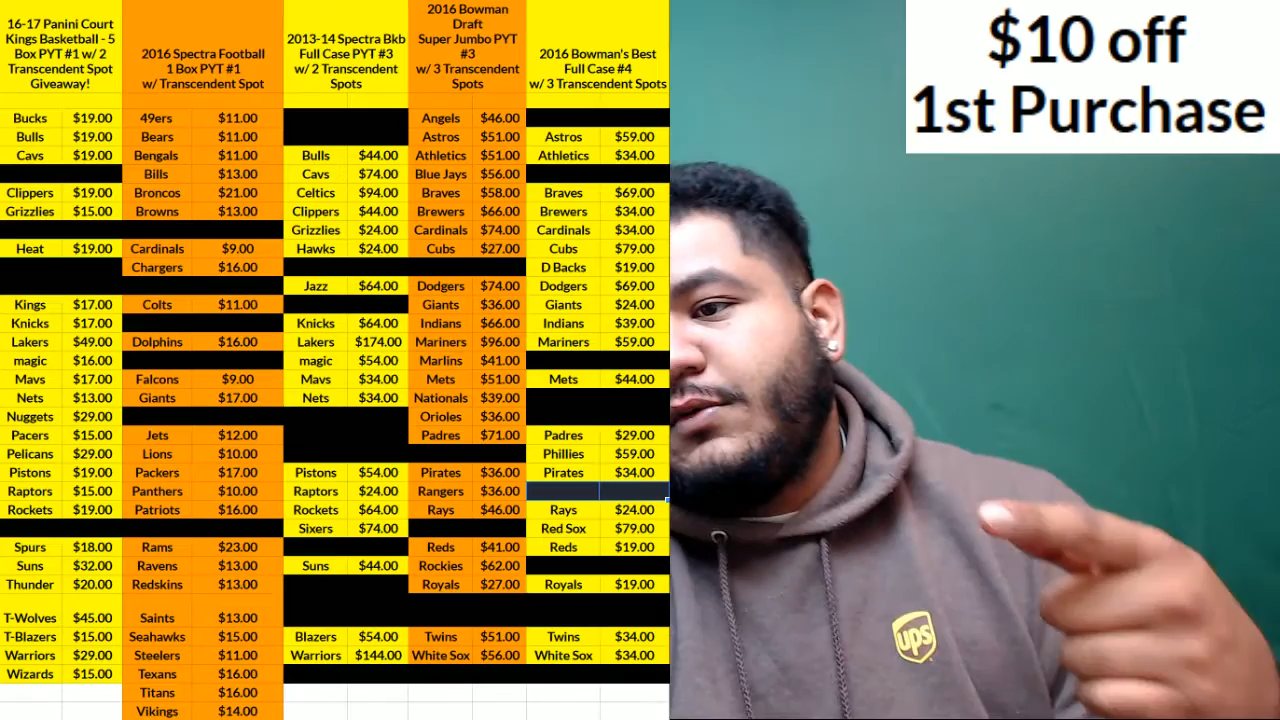 16-17 Panini Court
Kings Basketball - 5
Box PYT #1 w/ 2
Transcendent Spot
Giveaway!
Bucks $19.00
Bulls $19.00
Cavs $19.00
Clippers $19.00
Grizzlies $15.00
Heat $19.00
Kings $17.00
Knicks $17.00
Lakers $49.00
magic $16.00
Mavs $17.00
Nets $13.00
Nuggets $29.00
Pacers $15.00
Pelicans $29.00
Pistons $19.00
Raptors $15.00
Rockets $19.00
Spurs $18.00
Suns $32.00
Thunder $20.00
T-Wolves $45.00
T-Blazers $15.00
Warriors $29.00
Wizards $15.00
2016 Spectra Football
1 Box PYT #1
w/ Transcendent Spot
49ers $11.00
Bears $11.00
Bengals $11.00
Bills $13.00
Broncos $21.00
Browns $13.00
Cardinals $9.00
Chargers $16.00
Colts $11.00
Dolphins $16.00
Falcons $9.00
Giants $17.00
Jets $12.00
Lions $10.00
Packers $17.00
Panthers $10.00
Patriots $16.00
Rams $23.00
Ravens $13.00
Redskins $13.00
Saints $13.00
Seahawks $15.00
Steelers $11.00
Texans $16.00
Titans $16.00
Vikings $14.00
2013-14 Spectra Bkb
Full Case PYT #3
w/ 2 Transcendent
Spots
Bulls $44.00
Cavs $74.00
Celtics $94.00
Clippers $44.00
Grizzlies $24.00
Hawks $24.00
Jazz $64.00
Knicks $64.00
Lakers $174.00
magic $54.00
Mavs $34.00
Nets $34.00
Pistons $54.00
Raptors $24.00
Rockets $64.00
Sixers $74.00
Suns $44.00
Blazers $54.00
Warriors $144.00
2016 Bowman
Draft
Super Jumbo PYT
#3
w/ 3 Transcendent
Spots
Angels $46.00
Astros $51.00
Athletics $51.00
Blue Jays $56.00
Braves $58.00
Brewers $66.00
Cardinals $74.00
Cubs $27.00
Dodgers $74.00
Giants $36.00
Indians $66.00
Mariners $96.00
Marlins $41.00
Mets $51.00
Nationals $39.00
Orioles $36.00
Padres $71.00
Pirates $36.00
Rangers $36.00
Rays $46.00
Reds $41.00
Rockies $62.00
Royals $27.00
Twins $51.00
White Sox $56.00
2016 Bowman's Best
Full Case #4
w/ 3 Transcendent Spots
Astros $59.00
Athletics $34.00
Braves $69.00
Brewers $34.00
Cardinals $34.00
Cubs $79.00
D Backs $19.00
Dodgers $69.00
Giants $24.00
Indians $39.00
Mariners $59.00
Mets $44.00
Padres $29.00
Phillies $59.00
Pirates $34.00
Rays $24.00
Red Sox $79.00
Reds $19.00
Royals $19.00
Twins $34.00
White Sox $34.00
$10 off
1st Purchase
ups